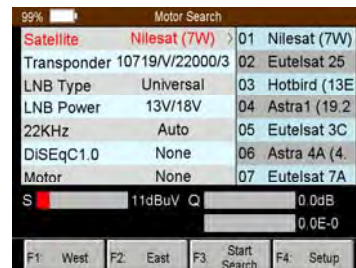 99% Motor Search
Satellite Nilesat (7W) > 01 Nilesat (7W)
Transponder 10719/V/22000/3 02 Eutelsat 25
LNB Type Universal 03 Hotbird (13E
LNB Power 13V/18V 04 Astra1 (19.2
22KHz Auto 05 Eutelsat 3C
DiSEqC1.0 None 06 Astra 4A (4.
Motor None 07 Eutelsat 7A
S 11dBuV Q 0.0dB
0.0E-0
F1: West F2: East F3: Start Search F4: Setup